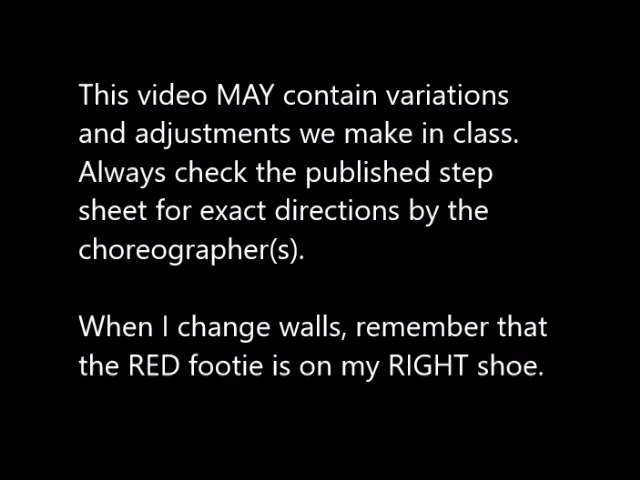 This video MAY contain variations
and adjustments we make in class.
Always check the published step
sheet for exact directions by the
choreographer(s).
When I change walls, remember that
the RED footie is on my RIGHT shoe.